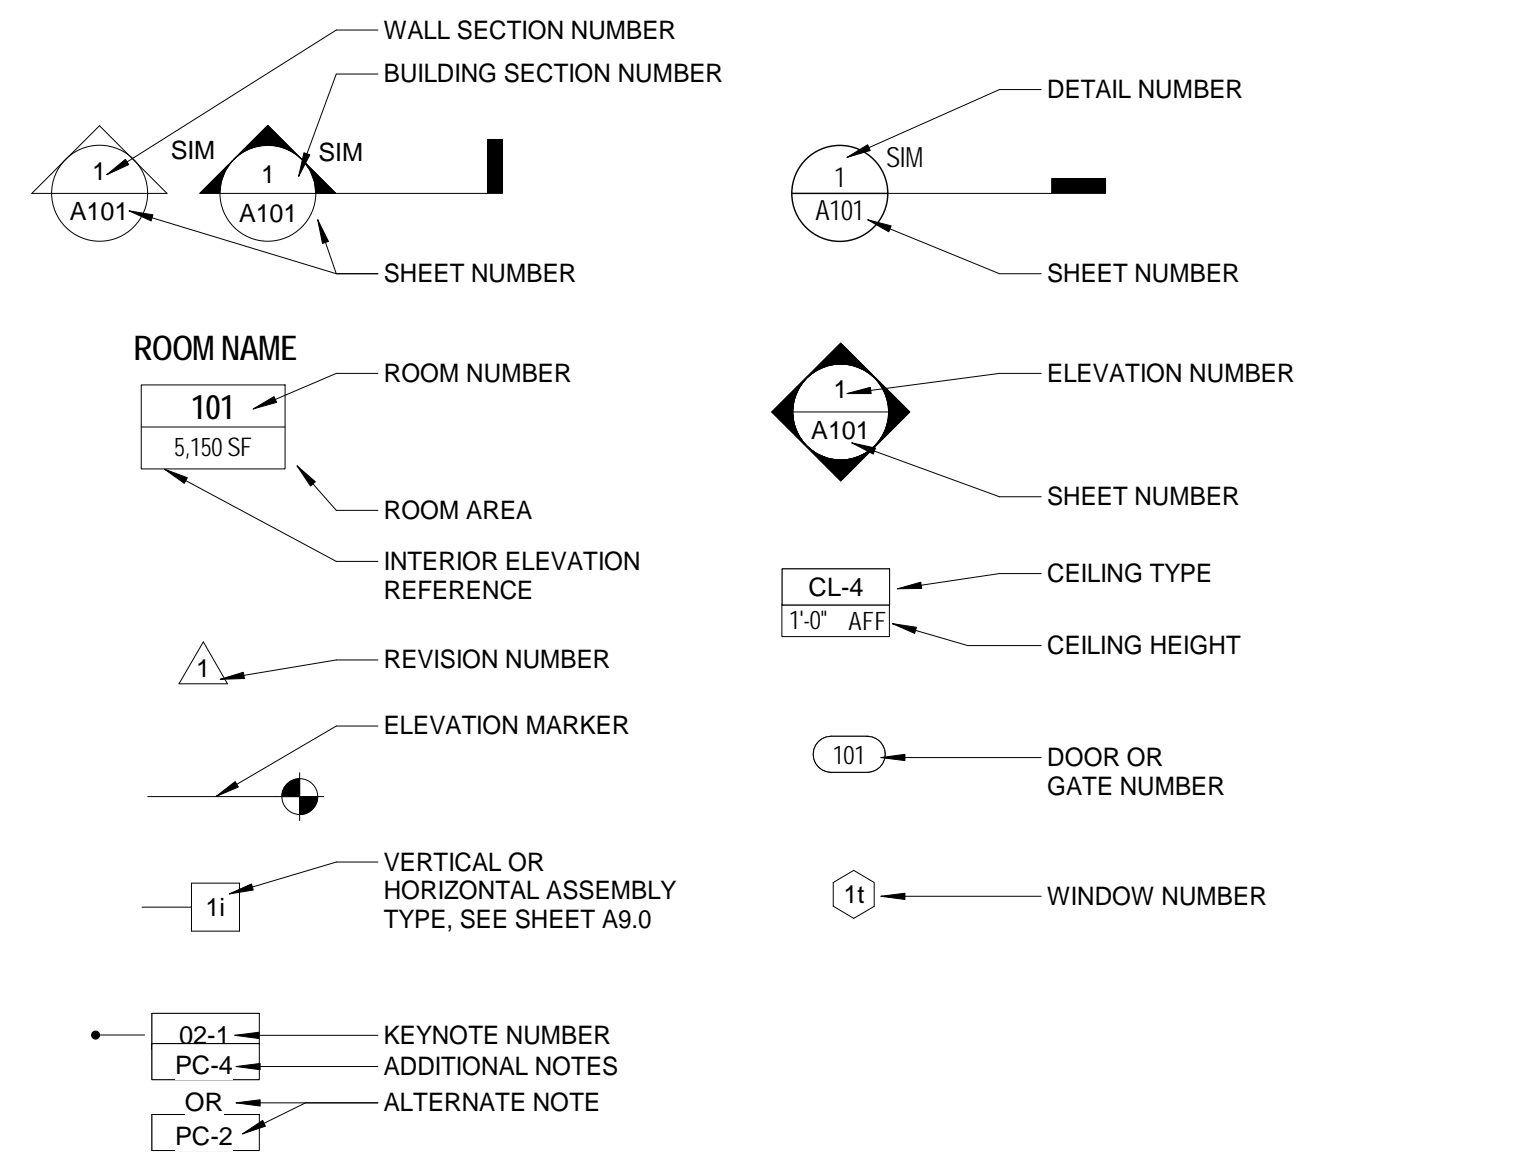 WALL SECTION NUMBER
BUILDING SECTION NUMBER
SIM
SIM
1
1
A101
A101
SHEET NUMBER
DETAIL NUMBER
SIM
1
A101
SHEET NUMBER
ROOM NAME
101
5,150 SF
ROOM NUMBER
ROOM AREA
INTERIOR ELEVATION
REFERENCE
1
A101
ELEVATION NUMBER
SHEET NUMBER
CL-4
1'-0" AFF
CEILING TYPE
CEILING HEIGHT
1
REVISION NUMBER
ELEVATION MARKER
101
DOOR OR
GATE NUMBER
1i
VERTICAL OR
HORIZONTAL ASSEMBLY
TYPE, SEE SHEET A9.0
1t
WINDOW NUMBER
02-1
KEYNOTE NUMBER
PC-4
ADDITIONAL NOTES
OR
ALTERNATE NOTE
PC-2